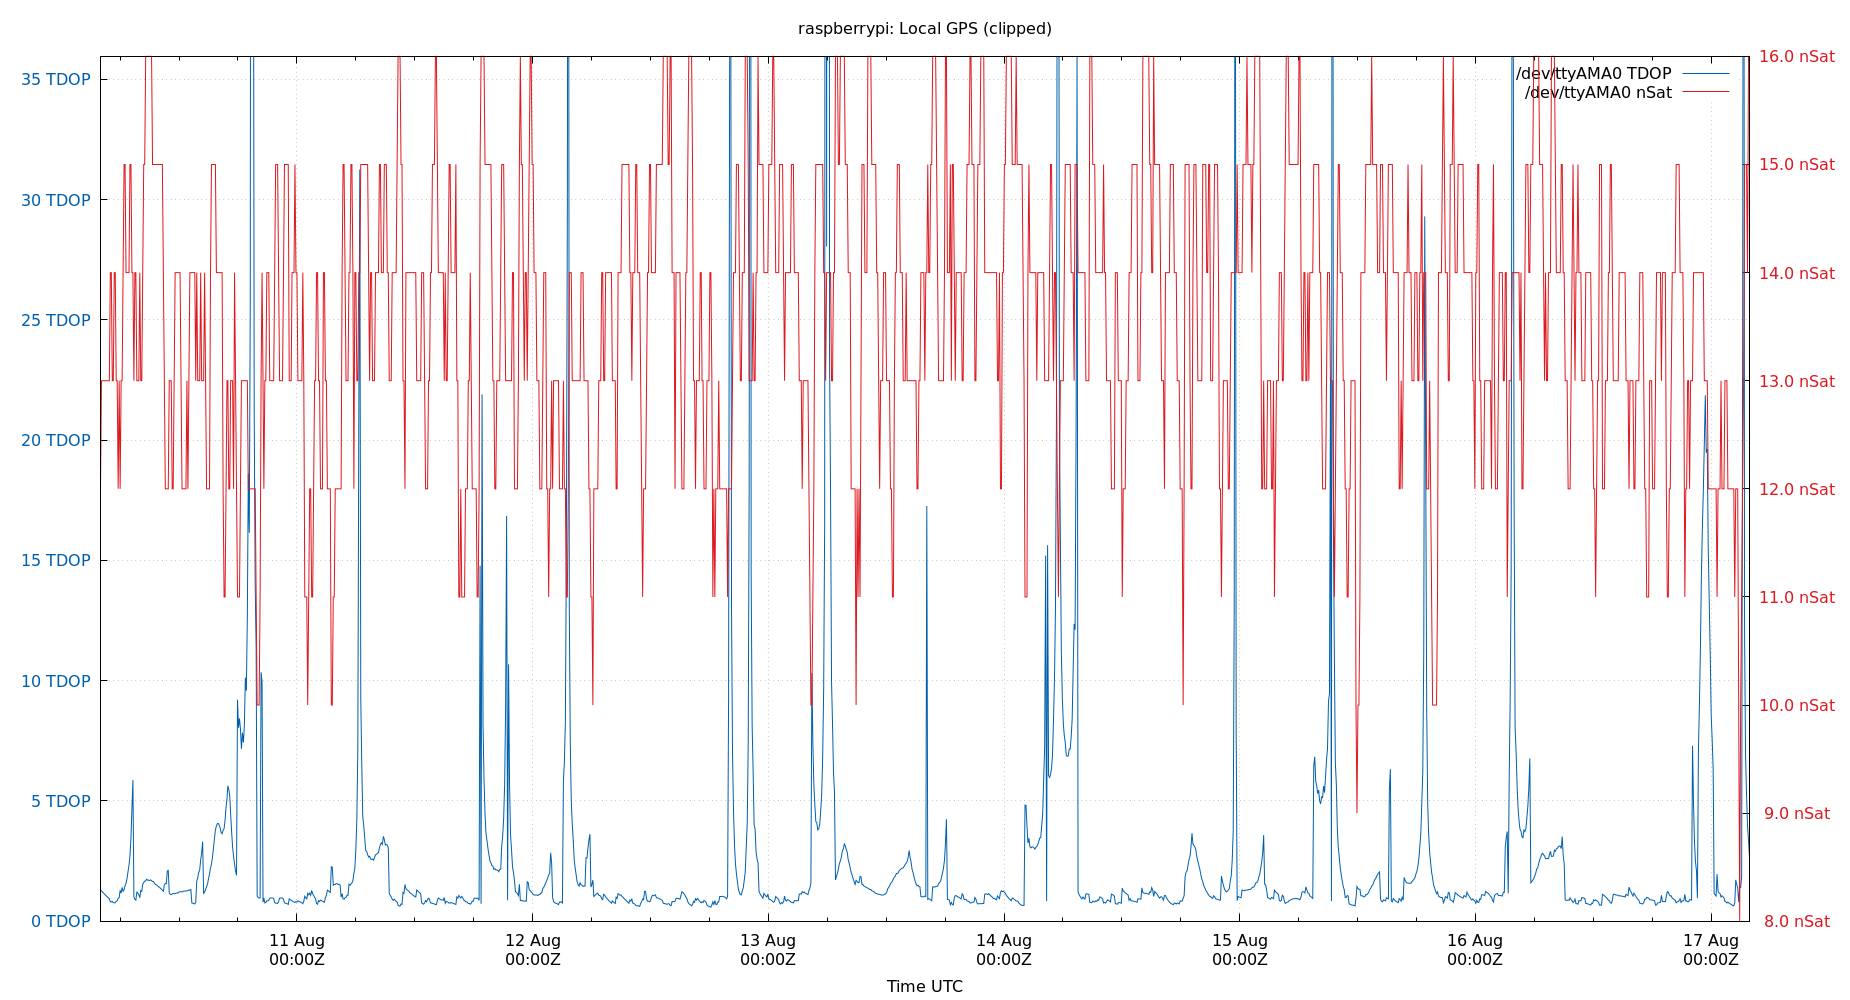 raspberrypi: Local GPS (clipped)
35 TDOP
30 TDOP
25 TDOP
20 TDOP
15 TDOP
10 TDOP
5 TDOP
0 TDOP
/dev/ttyAMA0 TDOP
/dev/ttyAMA0 nSat
16.0 nSat
15.0 nSat
14.0 nSat
13.0 nSat
12.0 nSat
11.0 nSat
10.0 nSat
9.0 nSat
8.0 nSat
11 Aug
00:00Z
12 Aug
00:00Z
13 Aug
00:00Z
14 Aug
00:00Z
15 Aug
00:00Z
16 Aug
00:00Z
17 Aug
00:00Z
Time UTC